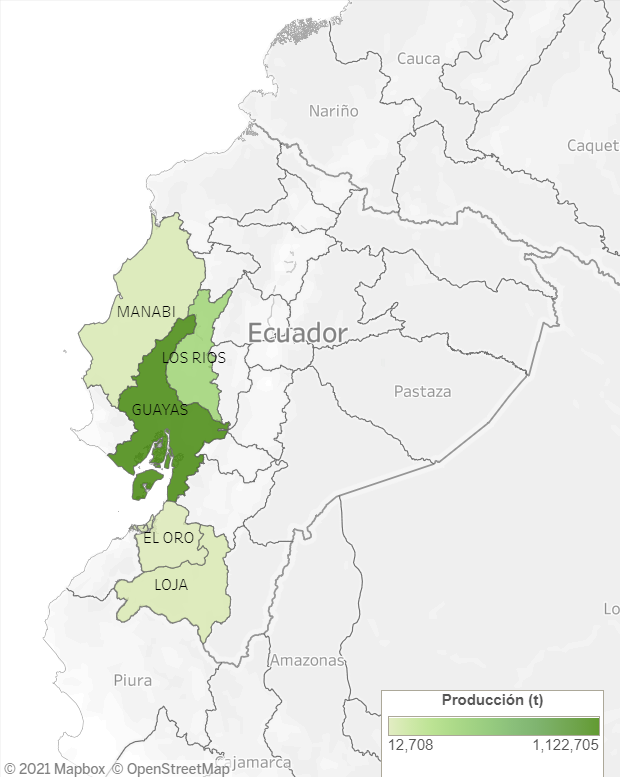 Cauca
Nariño
Caquet
MANABI
Ecuador
LOS RIOS
Pastaza
GUAYAS
EL ORO
LOJA
Lo
Amazonas
Piura
Cajamarca
Producción (t)
12,708 1,122,705
© 2021 Mapbox © OpenStreetMap